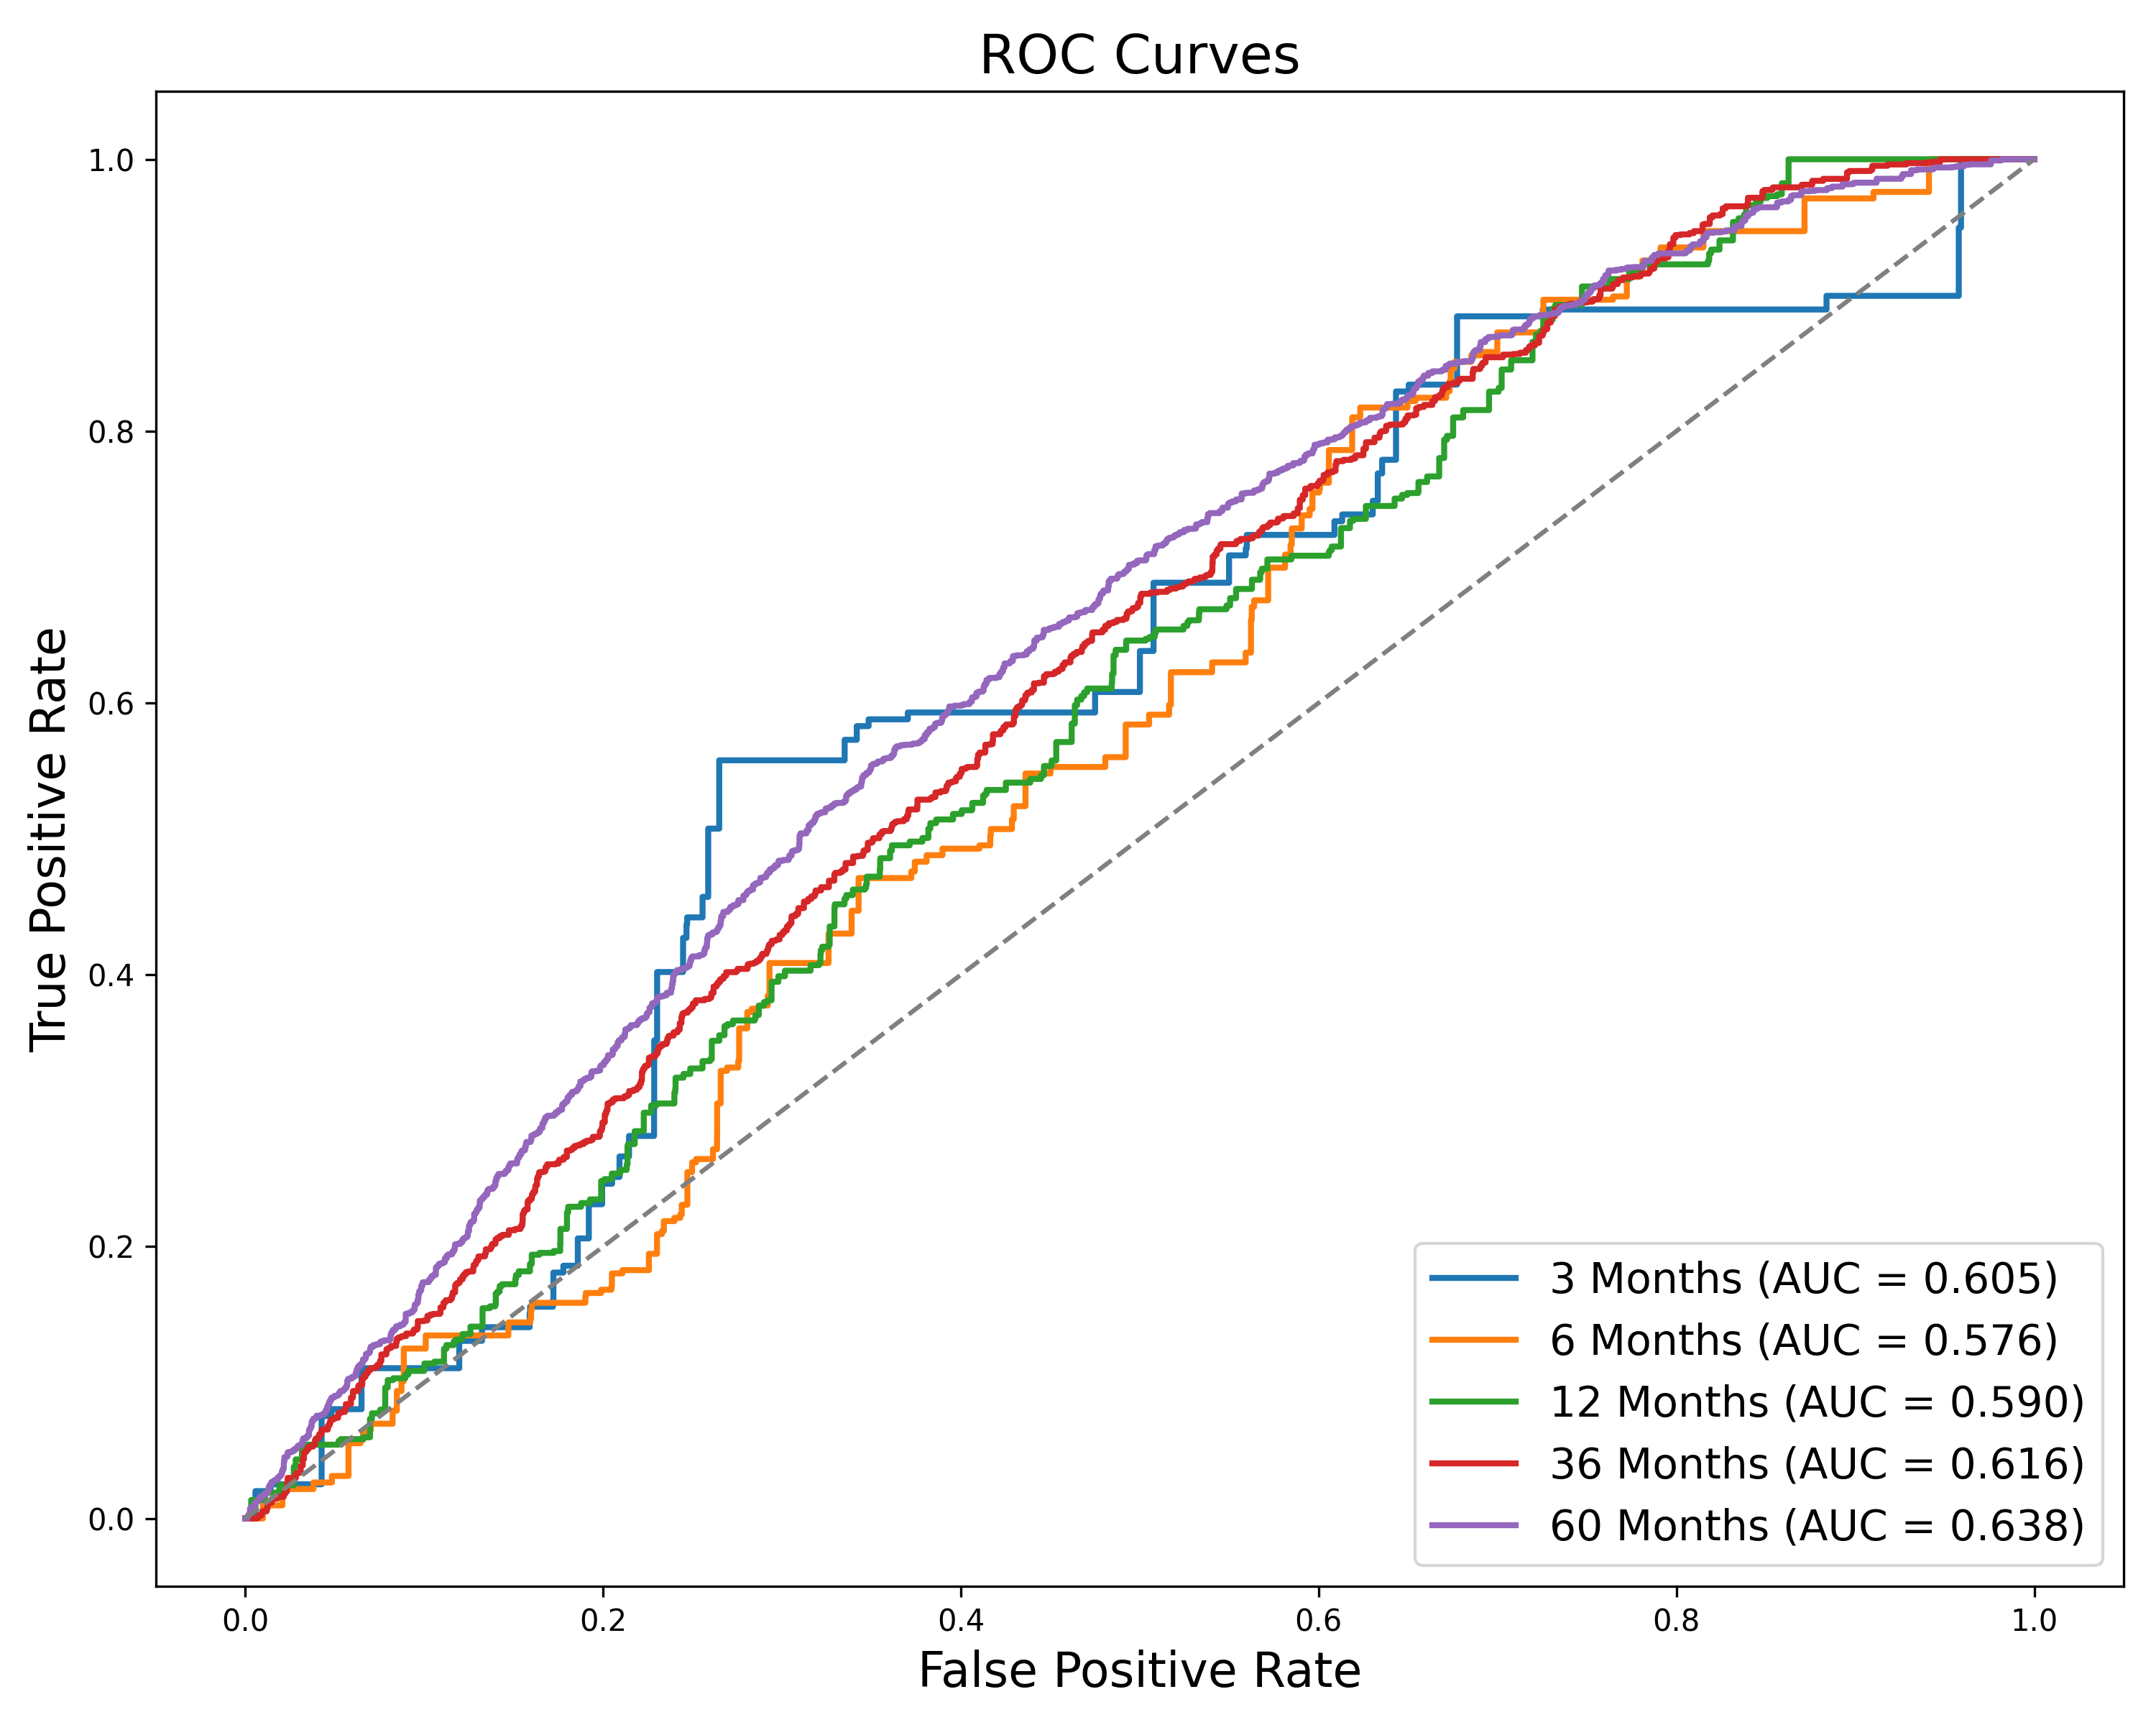 ROC Curves
True Positive Rate
1.0
0.8
0.6
0.4
0.2
0.0
0.0 0.2 0.4 0.6 0.8 1.0
False Positive Rate
3 Months (AUC = 0.605)
6 Months (AUC = 0.576)
12 Months (AUC = 0.590)
36 Months (AUC = 0.616)
60 Months (AUC = 0.638)